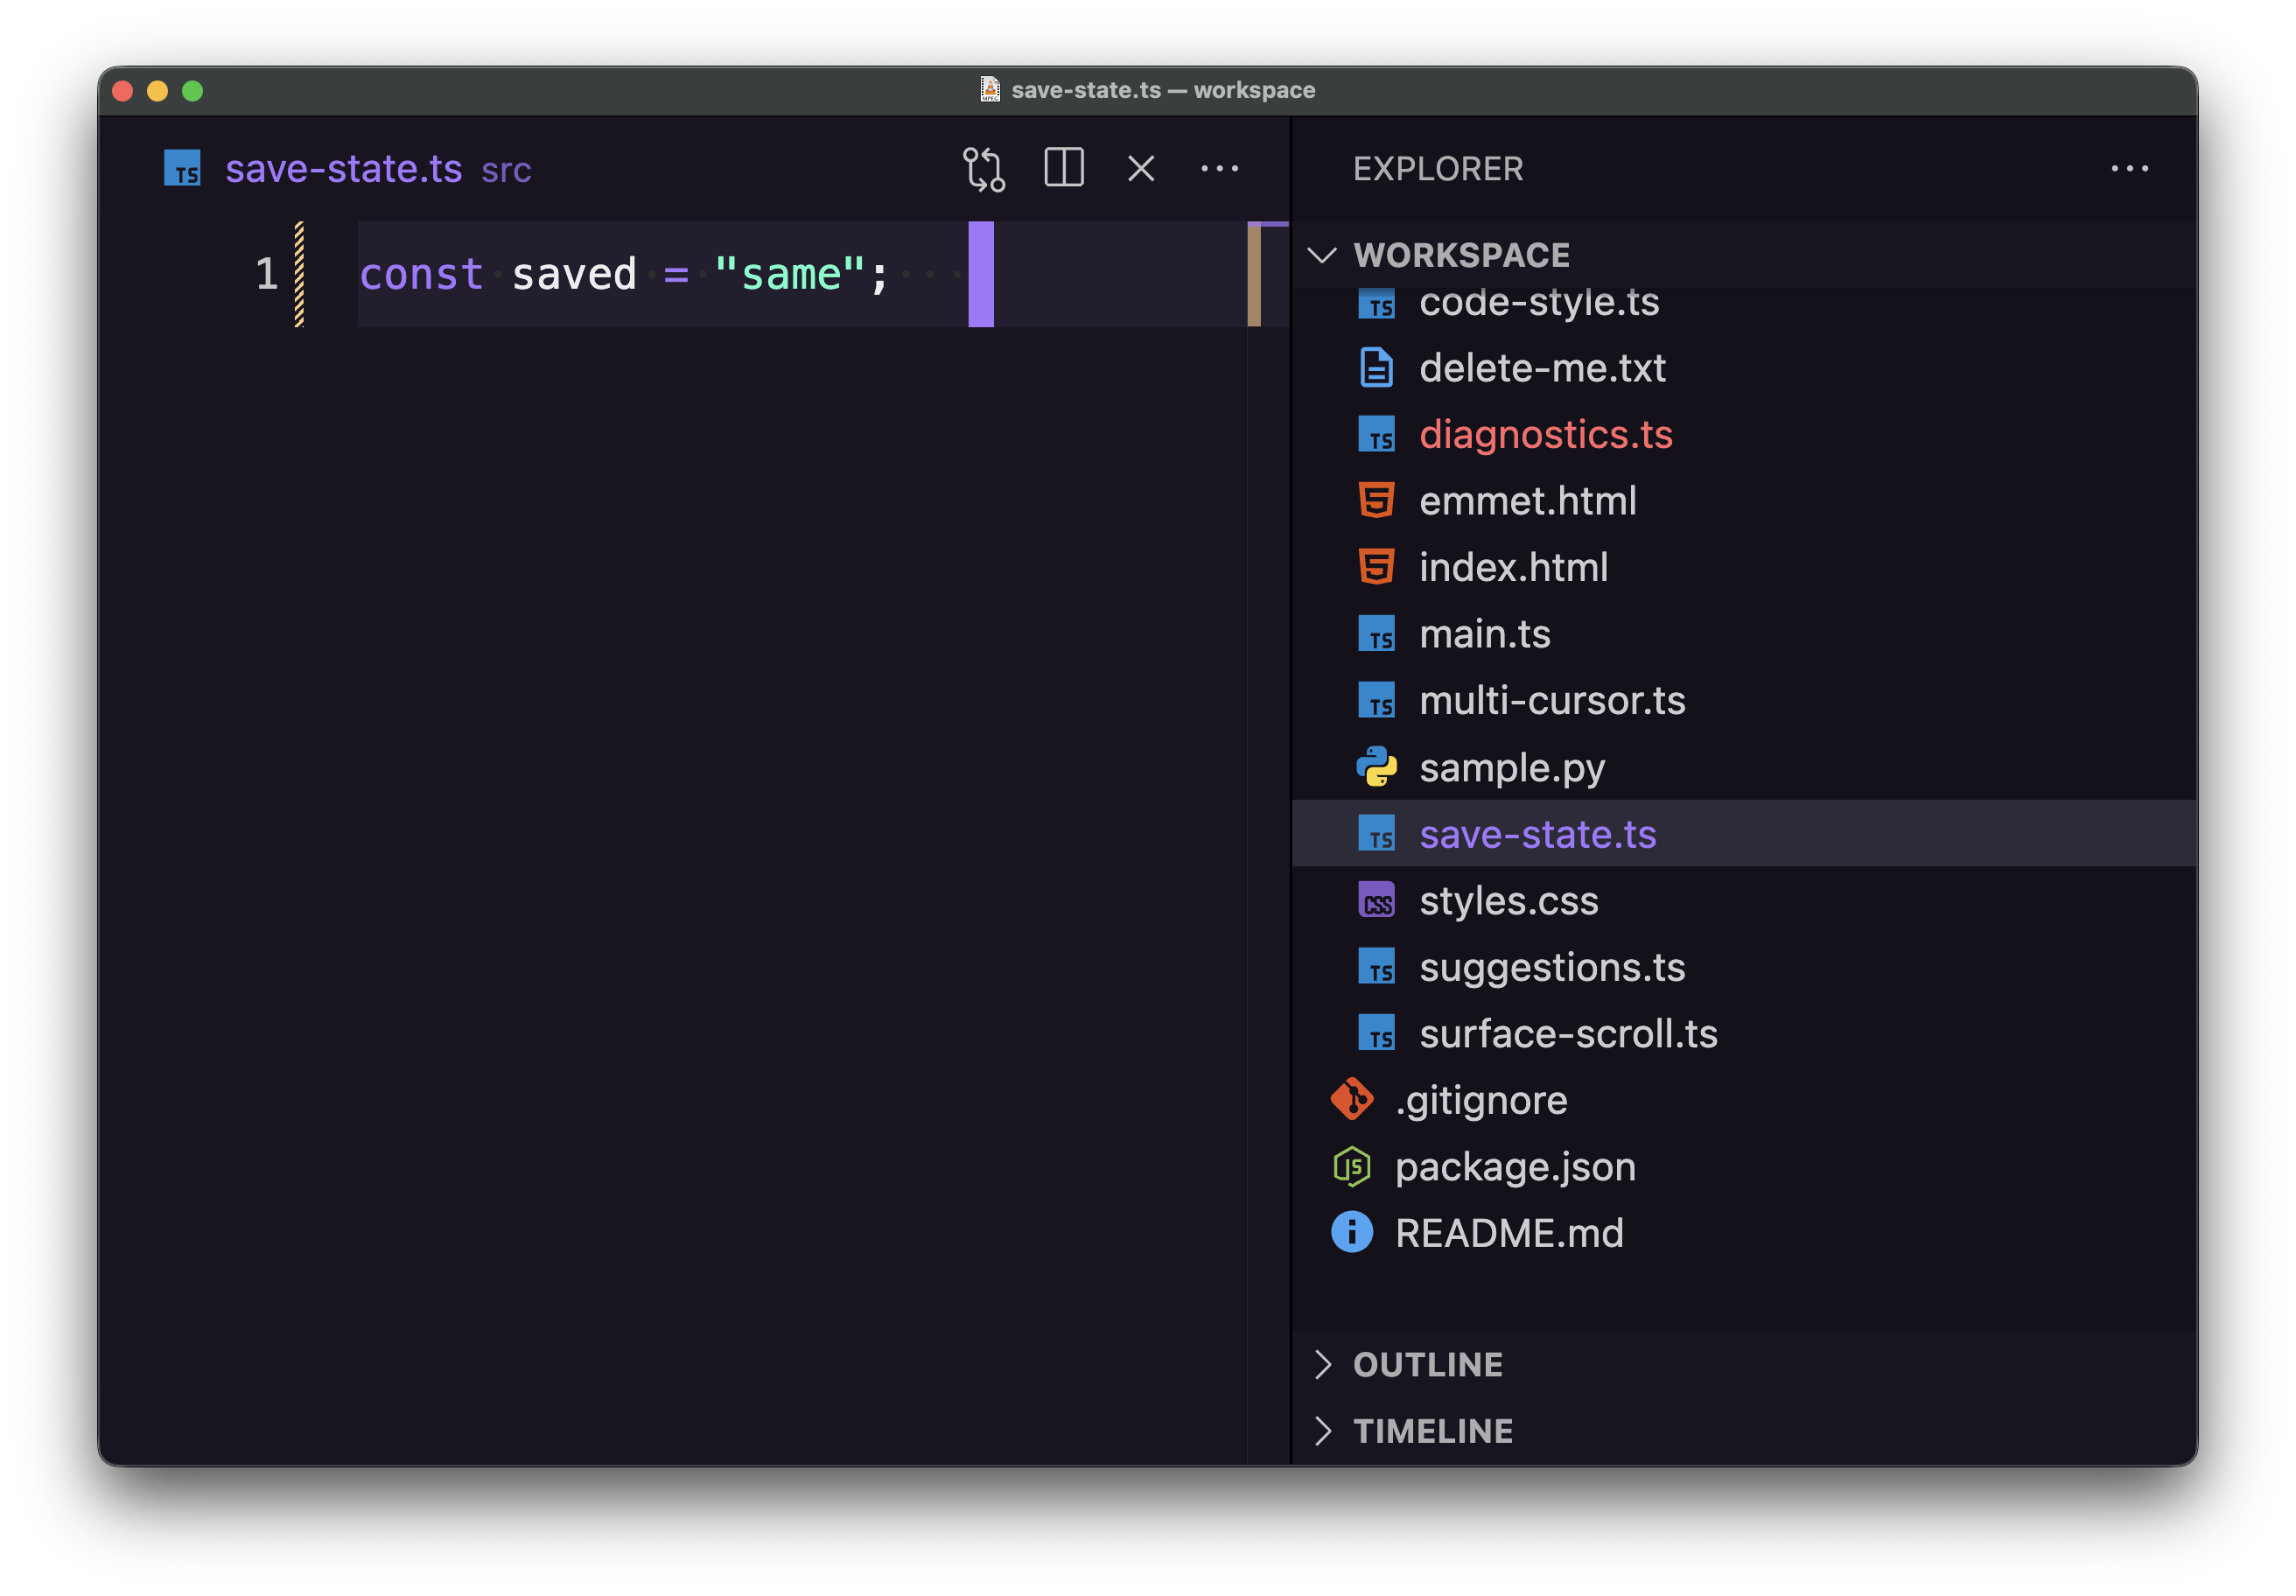 save-state.ts — workspace
save-state.ts src
1 const saved = "same";
EXPLORER
WORKSPACE
code-style.ts
delete-me.txt
diagnostics.ts
emmet.html
index.html
main.ts
multi-cursor.ts
sample.py
save-state.ts
styles.css
suggestions.ts
surface-scroll.ts
.gitignore
package.json
README.md
OUTLINE
TIMELINE